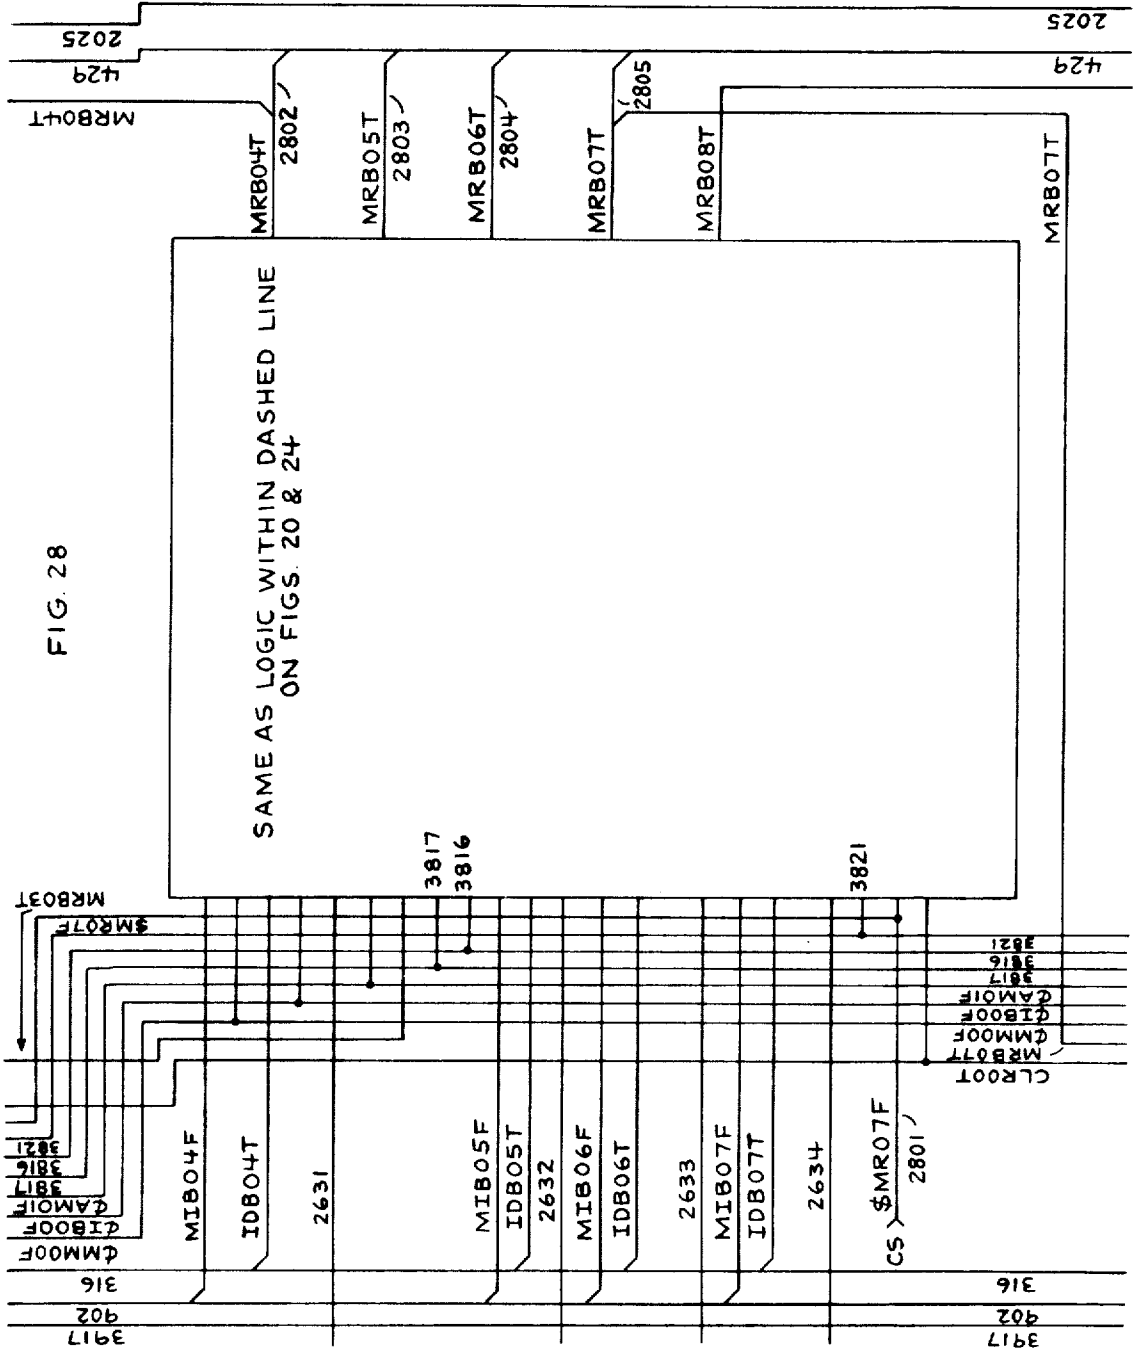 FIG. 28
SAME AS LOGIC WITHIN DASHED LINE
ON FIGS. 20 & 24
2025
429
MRB04T
2025
429
MRB04T
2802
MRB05T
2803
MRB06T
2804
MRB07T
2805
MRB08T
MRB07T
3817
3816
3821
MRB03T
$MR07F
3821
3816
3817
¢AM01F
¢IB00F
¢MM00F
316
902
3917
3821
3816
3817
¢AM01F
¢IB00F
¢MM00F
MRB07T
CLR00T
316
902
3917
MIB04F
IDB04T
2631
MIB05F
IDB05T
2632
MIB06F
IDB06T
2633
MIB07F
IDB07T
2634
CS
$MR07F
2801